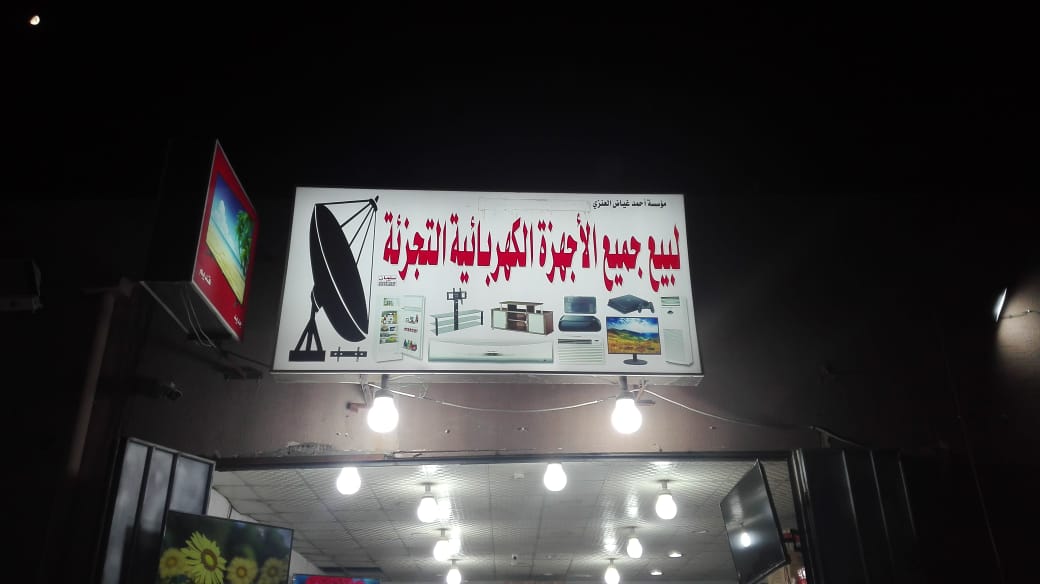 مؤسسة أحمد غياض العنزي
لبيع جميع الأجهزة الكهربائية التجزئة